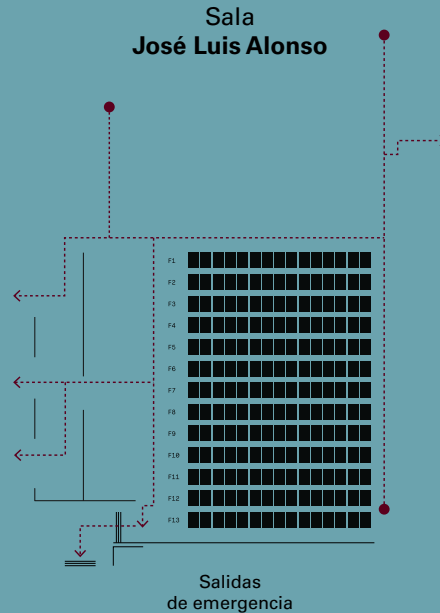 Sala
José Luis Alonso
F1
F2
F3
F4
F5
F6
F7
F8
F9
F10
F11
F12
F13
Salidas
de emergencia